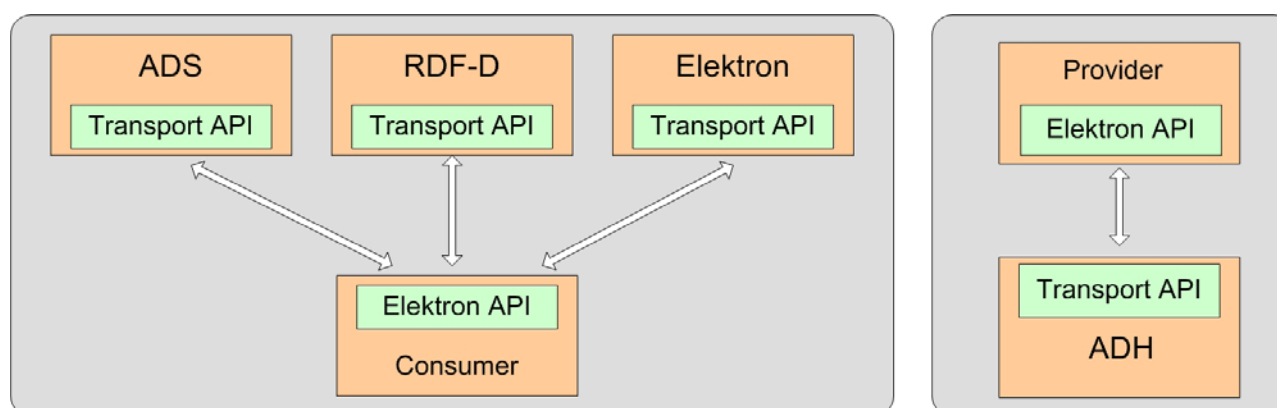 ADS
Transport API
RDF-D
Transport API
Elektron
Transport API
Elektron API
Consumer
Provider
Elektron API
Transport API
ADH